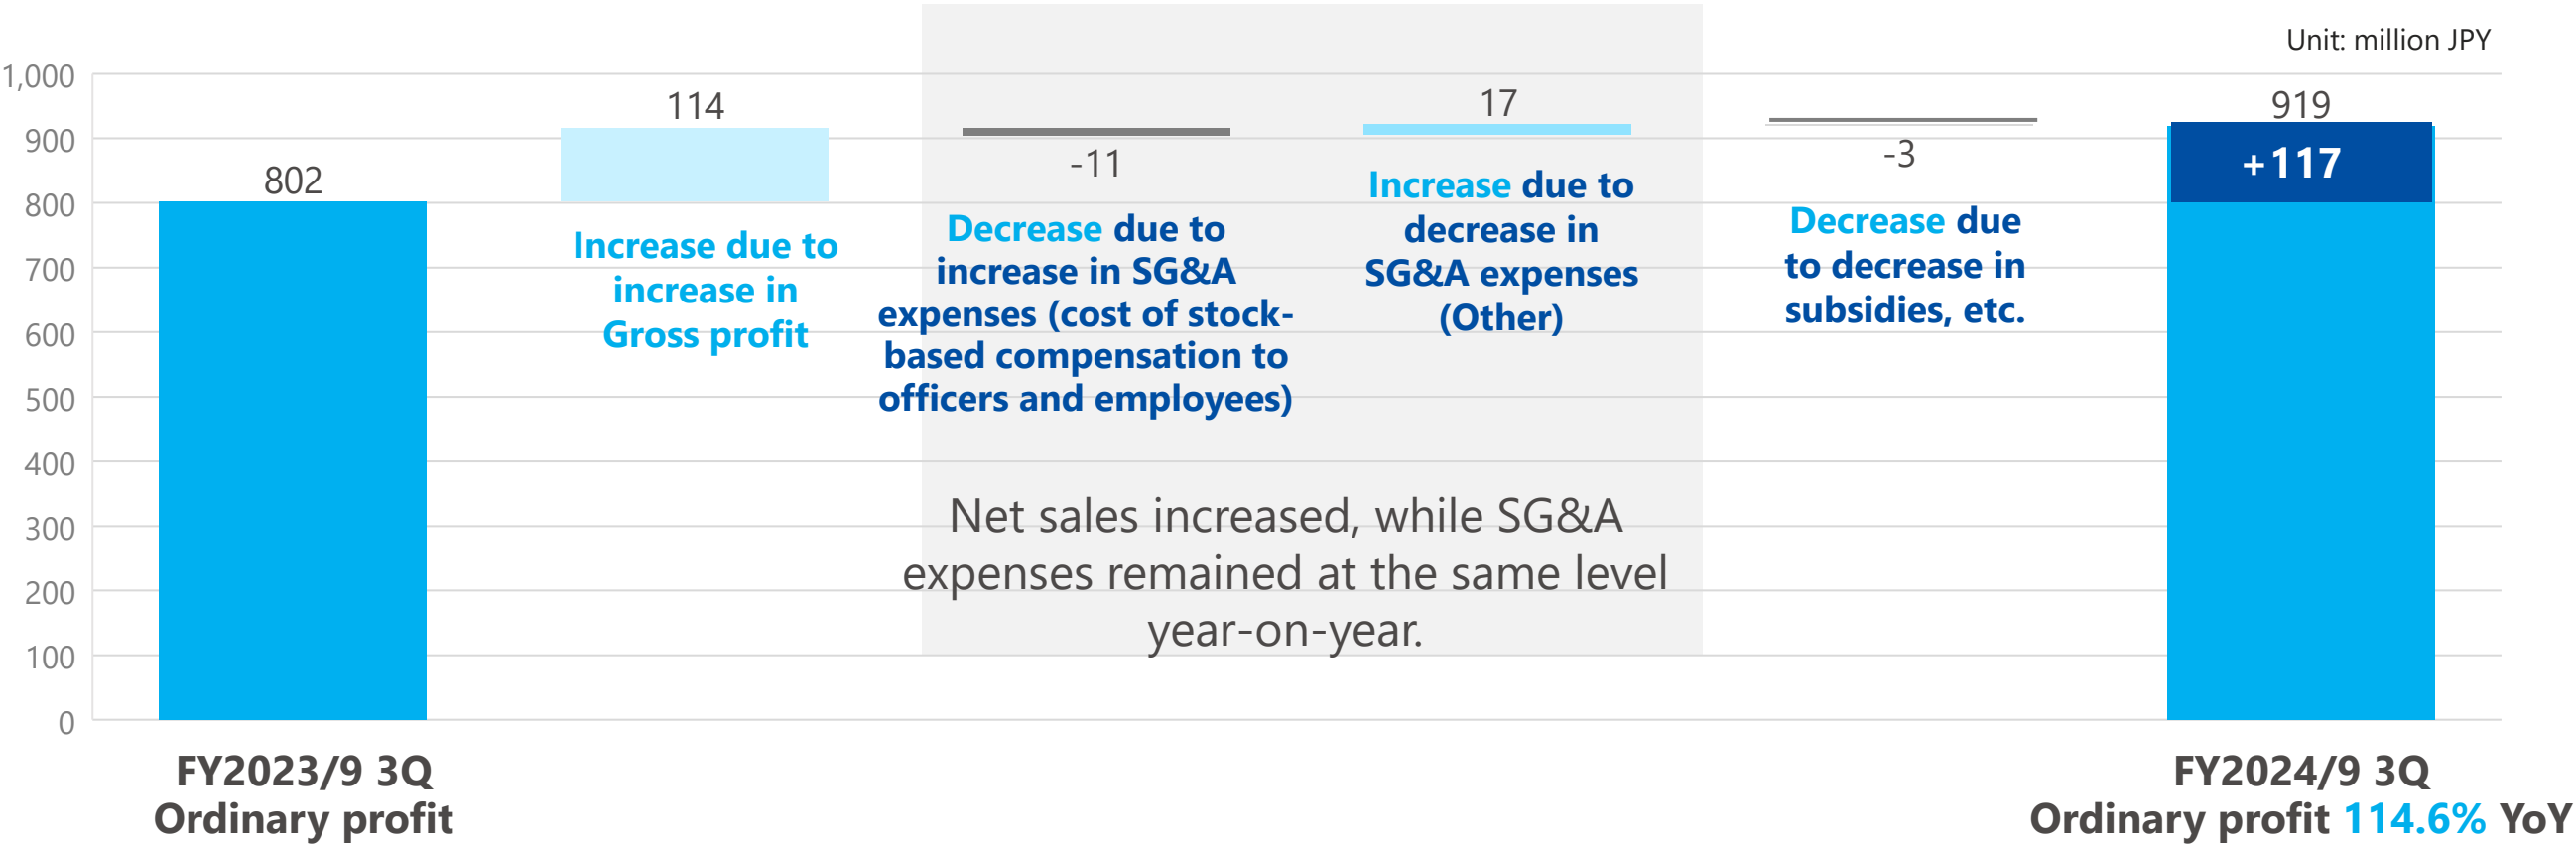 Unit: million JPY
1,000
900
800
700
600
500
400
300
200
100
0
802
114
-11
17
-3
919
+117
Increase due to
increase in
Gross profit
Decrease due to
increase in SG&A
expenses (cost of stock-
based compensation to
officers and employees)
Increase due to
decrease in
SG&A expenses
(Other)
Decrease due
to decrease in
subsidies, etc.
Net sales increased, while SG&A
expenses remained at the same level
year-on-year.
FY2023/9 3Q
Ordinary profit
FY2024/9 3Q
Ordinary profit 114.6% YoY